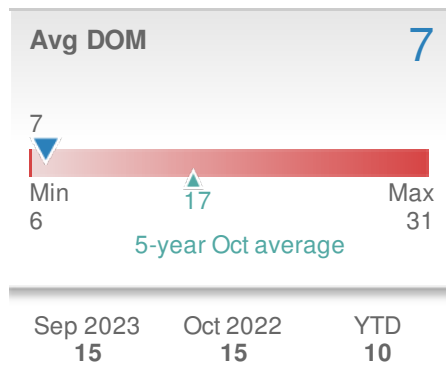 Avg DOM 7
7
Min Max
6 17 31
5-year Oct average
Sep 2023 Oct 2022 YTD
15 15 10